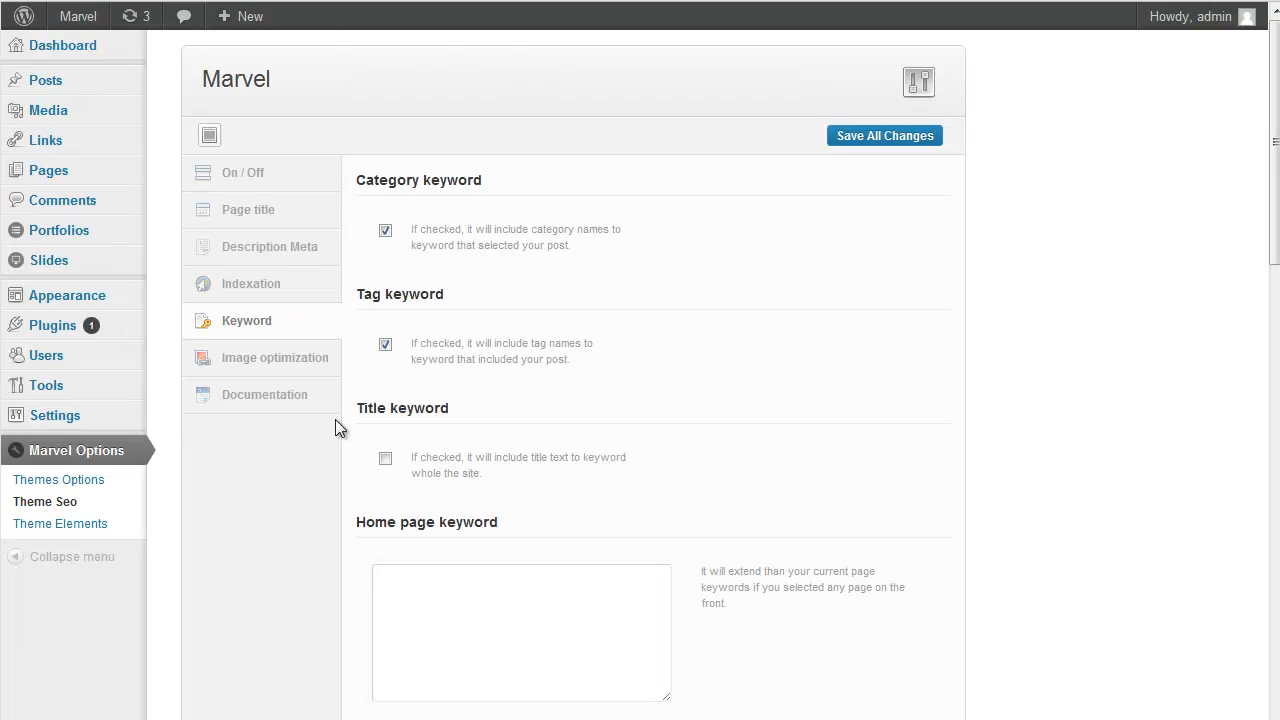 Marvel
3
New
Howdy, admin
Dashboard
Posts
Media
Links
Pages
Comments
Portfolios
Slides
Appearance
Plugins 1
Users
Tools
Settings
Marvel Options
Themes Options
Theme Seo
Theme Elements
Collapse menu
Marvel
Save All Changes
On / Off
Page title
Description Meta
Indexation
Keyword
Image optimization
Documentation
Category keyword
If checked, it will include category names to
keyword that selected your post.
Tag keyword
If checked, it will include tag names to
keyword that included your post.
Title keyword
If checked, it will include title text to keyword
whole the site.
Home page keyword
It will extend than your current page
keywords if you selected any page on the
front.